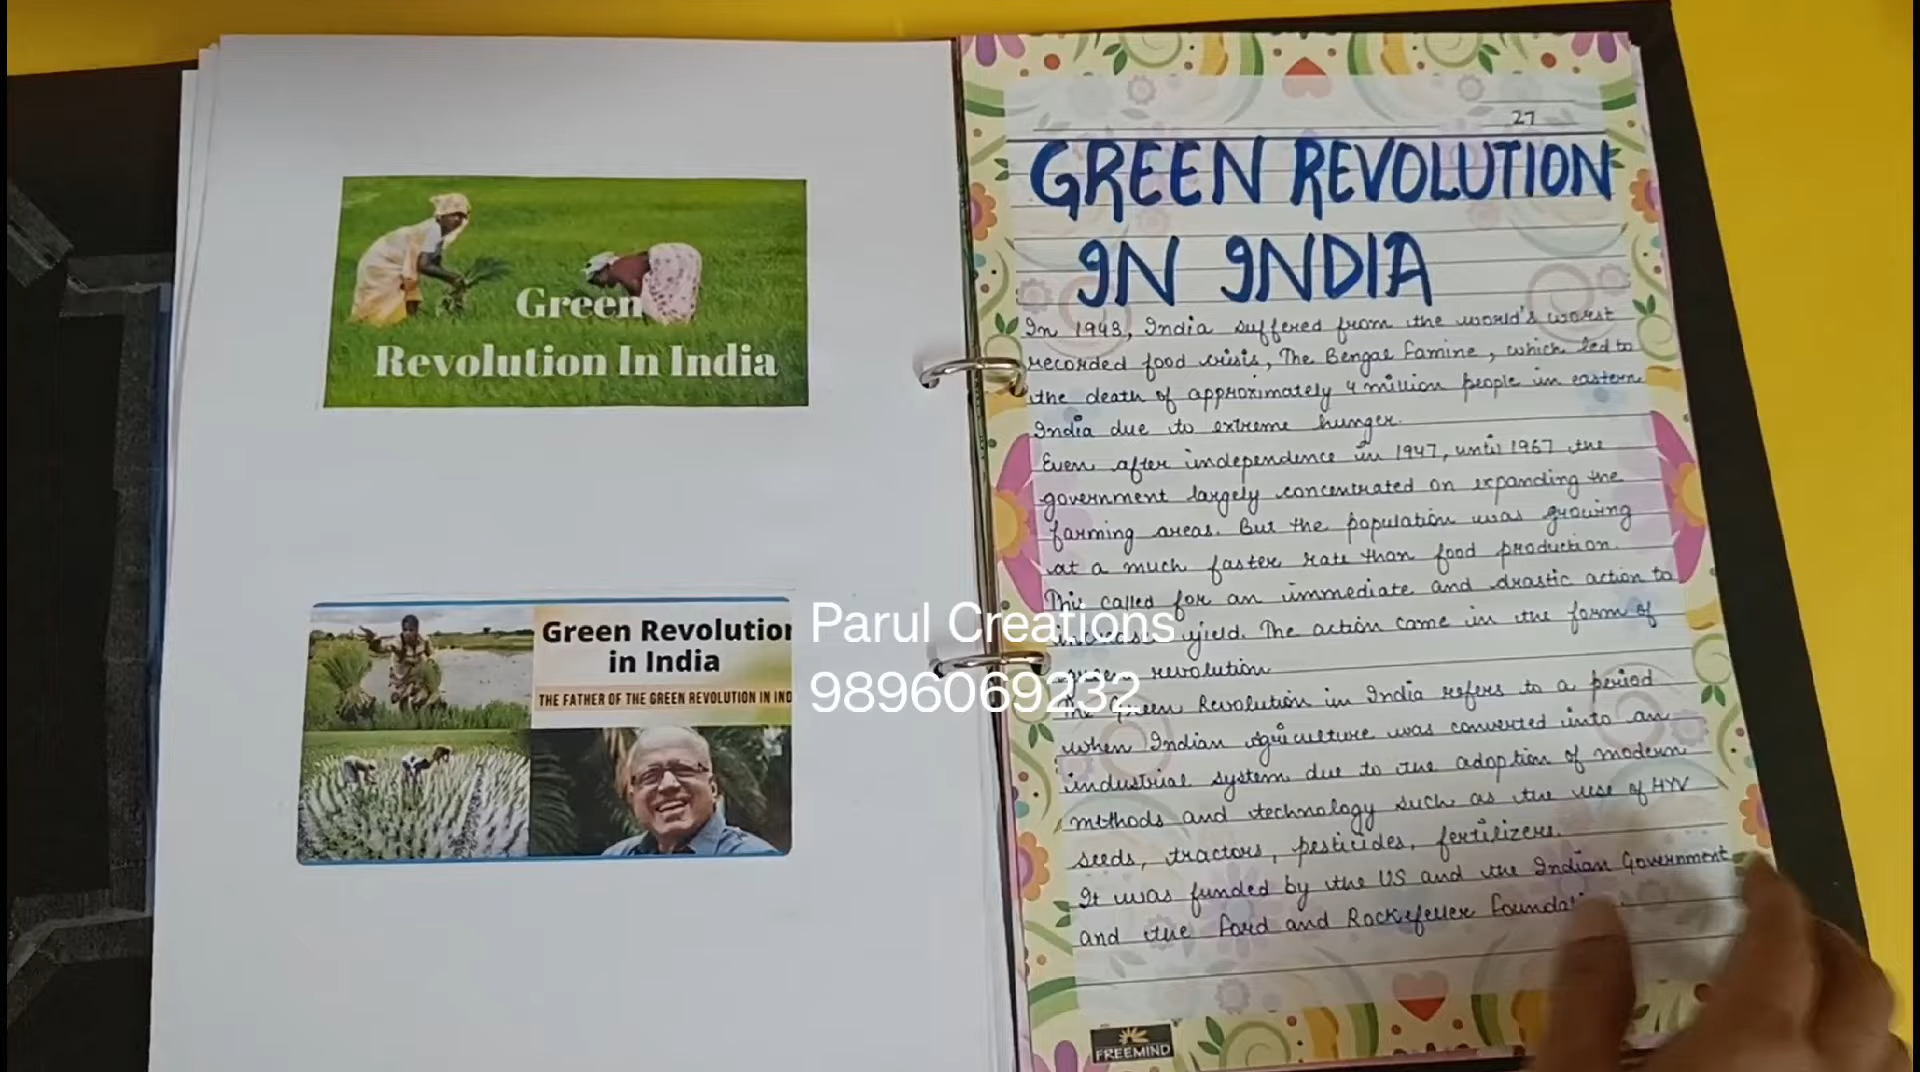 Green
Revolution In India
Green Revolution
in India
THE FATHER OF THE GREEN REVOLUTION IN IND
27
GREEN REVOLUTION
IN INDIA
In 1943, India suffered from the world's worst
recorded food crisis, The Bengal Famine, which led to
the death of approximately 4 million people in eastern
India due to extreme hunger.
Even after independence in 1947, until 1967 the
government largely concentrated on expanding the
farming areas. But the population was growing
at a much faster rate than food production.
This called for an immediate and drastic action to
yield. The action came in the form of
green revolution
The Green Revolution in India refers to a period
when Indian agriculture was converted into an
industrial system due to the adoption of modern
methods and technology such as the use of HYV
seeds, tractors, pesticides, fertilizers.
It was funded by the US and the Indian Government
and the Ford and Rockefeller
FREEMIND
Parul Creations
9896069232